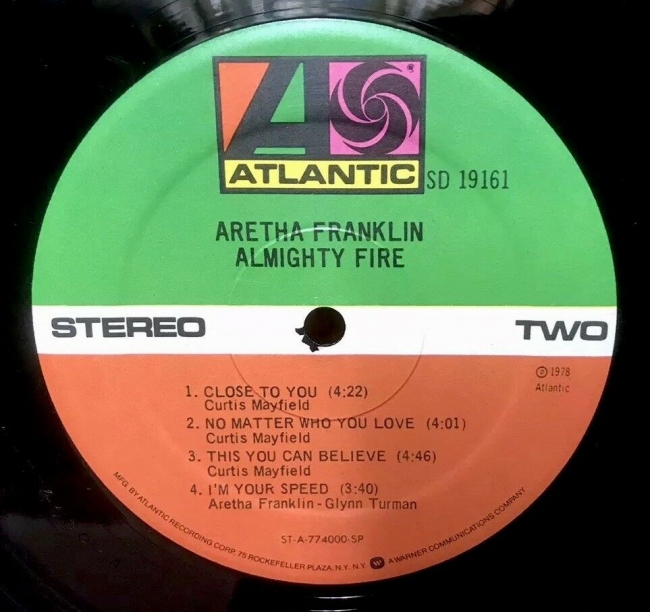 ATLANTIC
®
SD 19161
ARETHA FRANKLIN
ALMIGHTY FIRE
STEREO
TWO
℗ 1978
Atlantic
1. CLOSE TO YOU (4:22)
Curtis Mayfield
2. NO MATTER WHO YOU LOVE (4:01)
Curtis Mayfield
3. THIS YOU CAN BELIEVE (4:46)
Curtis Mayfield
4. I'M YOUR SPEED (3:40)
Aretha Franklin - Glynn Turman
ST-A-774000-SP
MFG. BY ATLANTIC RECORDING CORP. 75 ROCKEFELLER PLAZA, N.Y. N.Y. A WARNER COMMUNICATIONS COMPANY